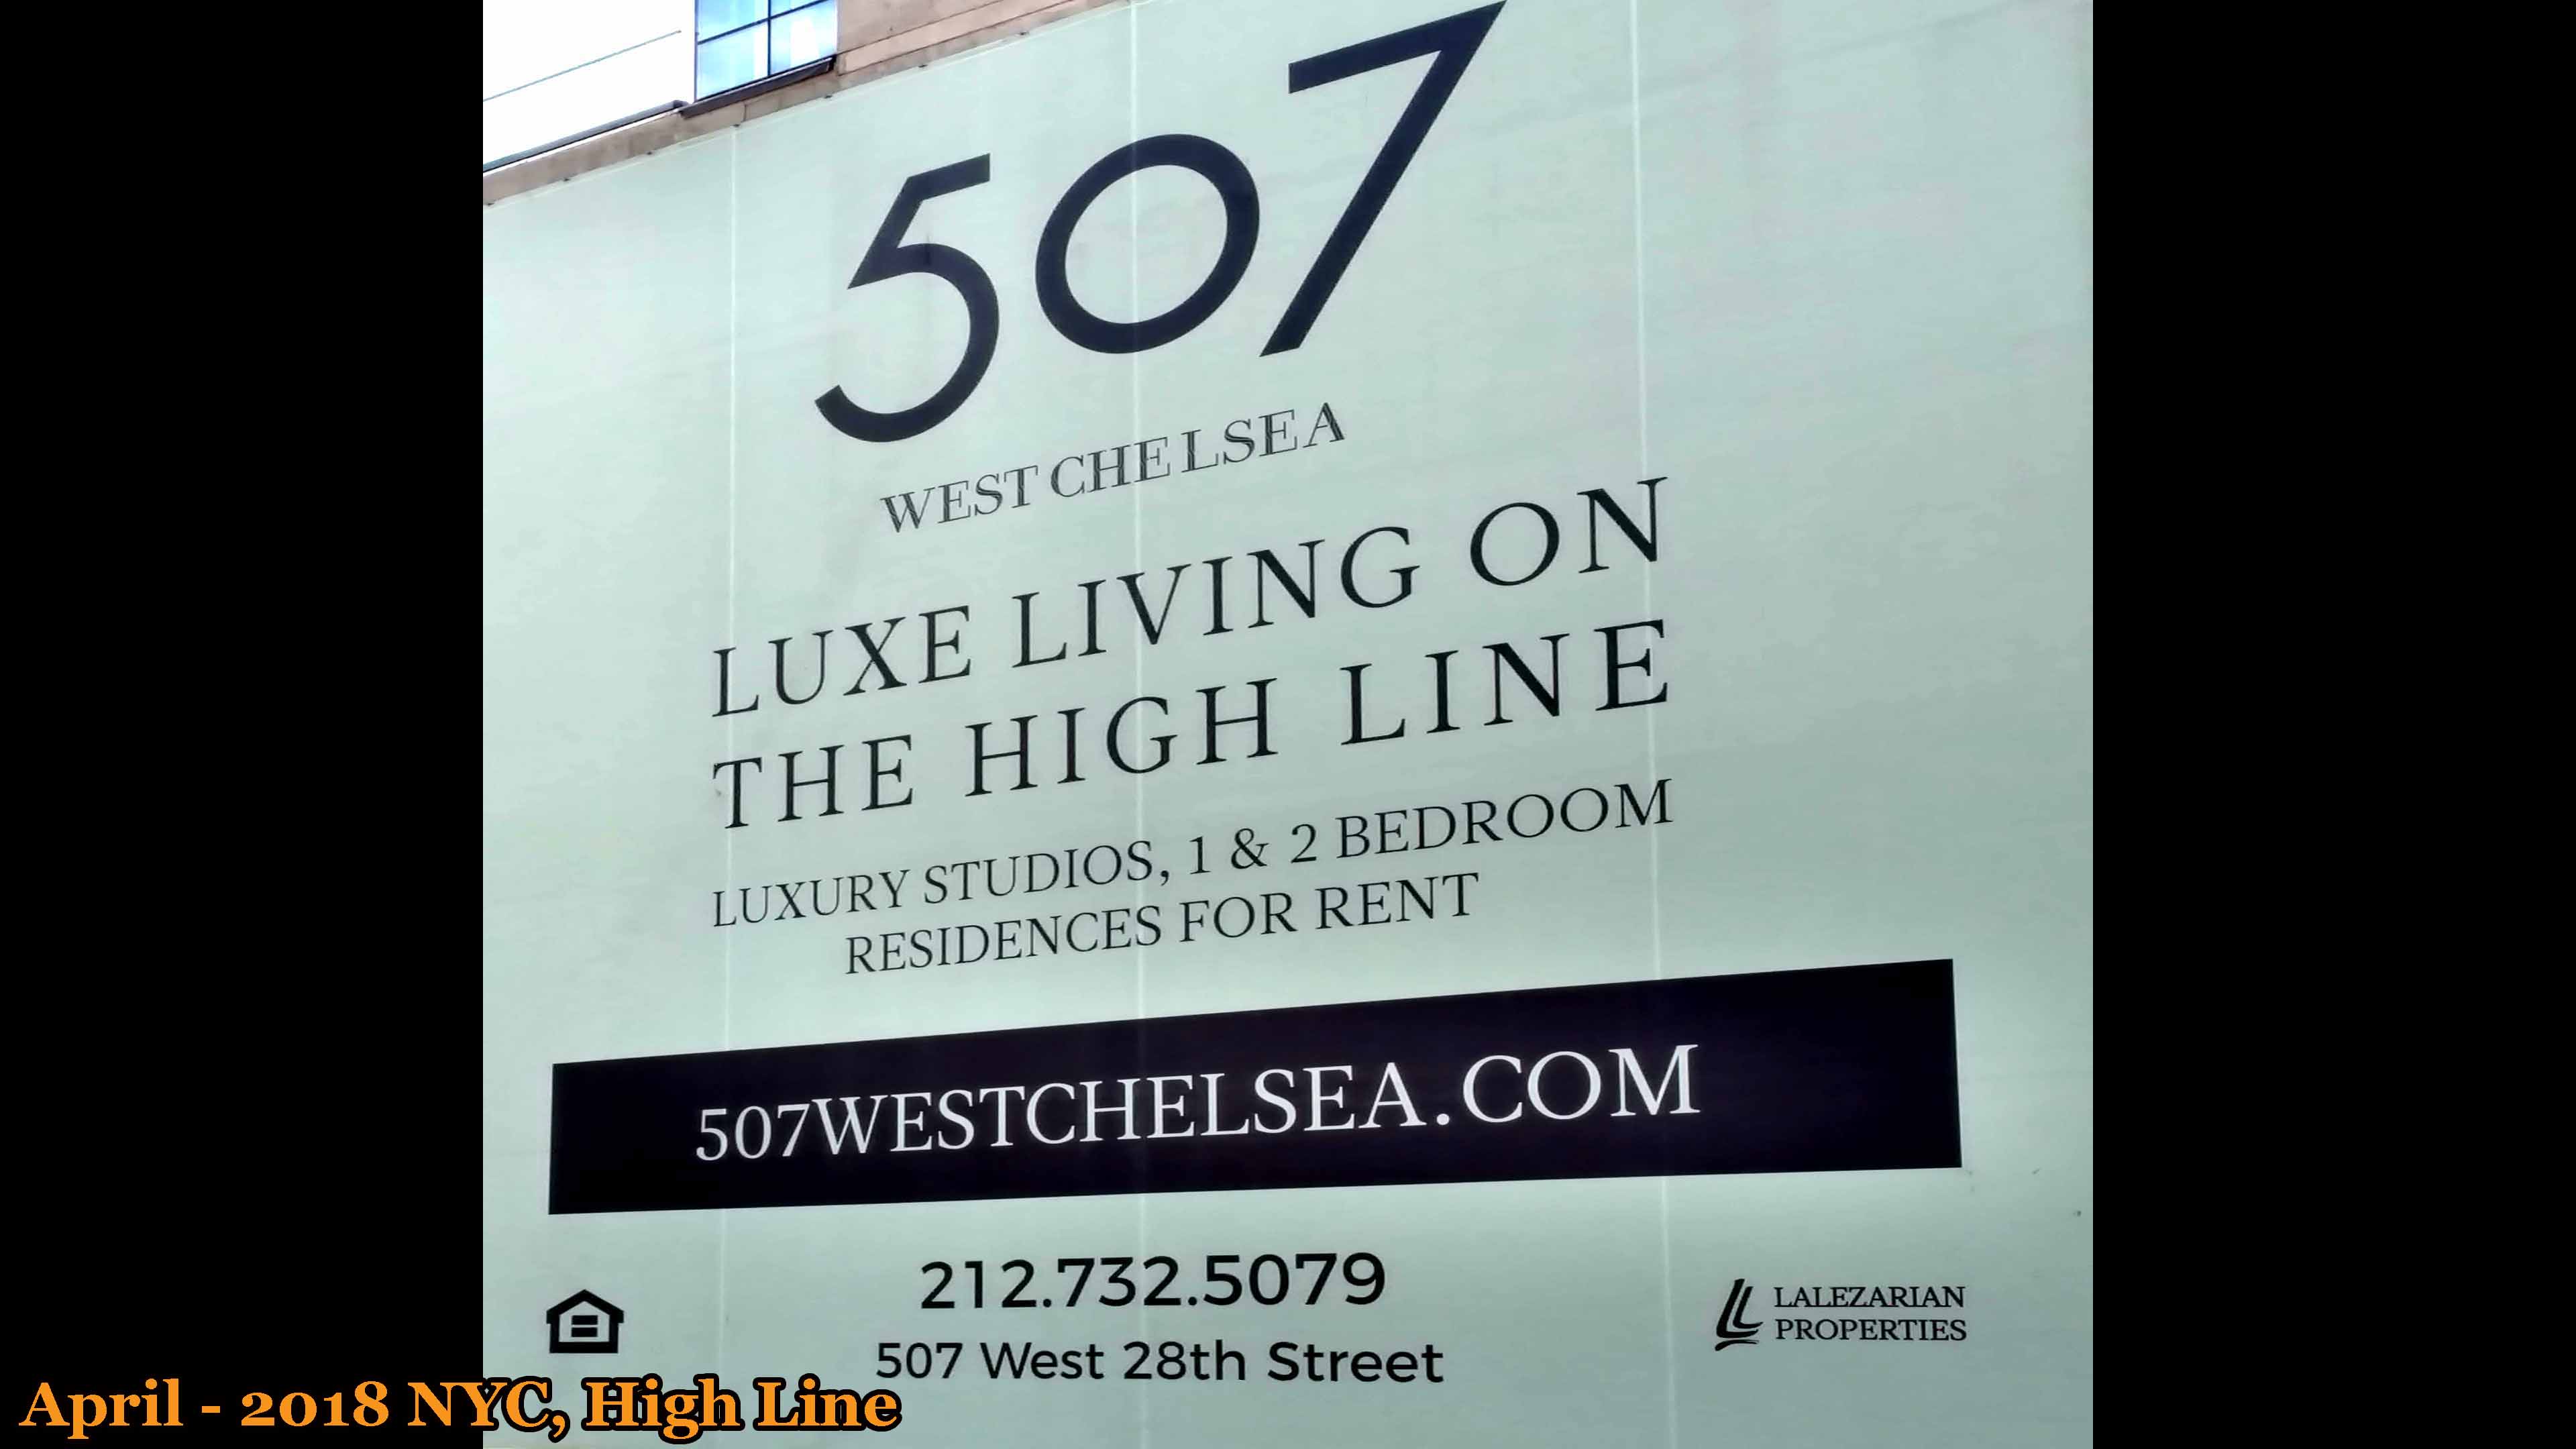 507
WEST CHELSEA
LUXE LIVING ON
THE HIGH LINE
LUXURY STUDIOS, 1 & 2 BEDROOM
RESIDENCES FOR RENT
507WESTCHELSEA.COM
212.732.5079
507 West 28th Street
LALEZARIAN
PROPERTIES
April - 2018 NYC, High Line